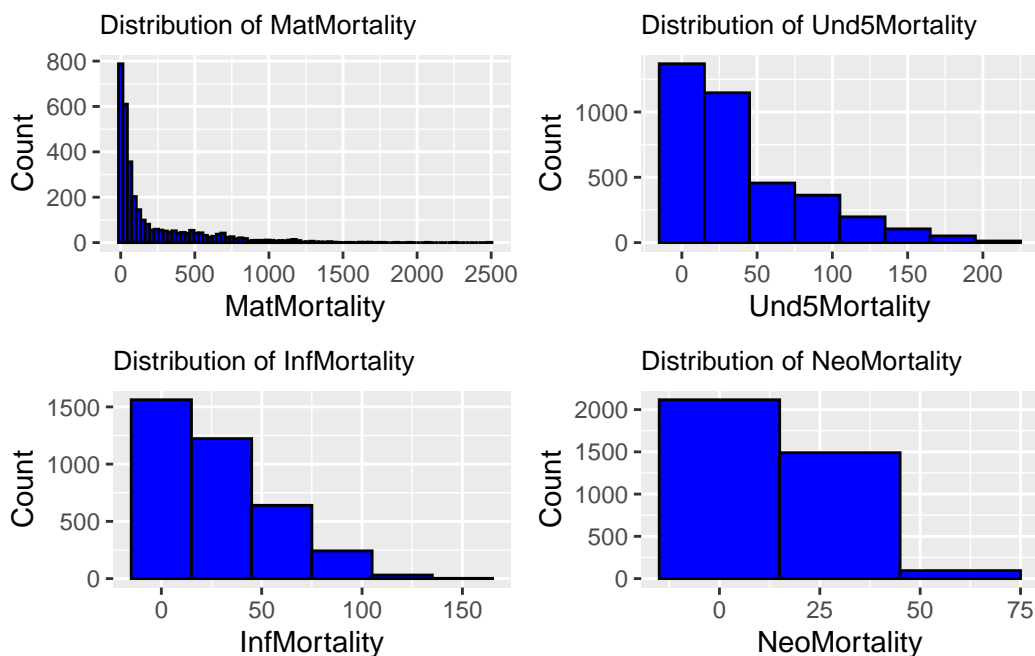 Distribution of MatMortality
Count
800
600
400
200
0
0 500 1000 1500 2000 2500
MatMortality
Distribution of Und5Mortality
Count
1000
500
0
0 50 100 150 200
Und5Mortality
Distribution of InfMortality
Count
1500
1000
500
0
0 50 100 150
InfMortality
Distribution of NeoMortality
Count
2000
1500
1000
500
0
0 25 50 75
NeoMortality